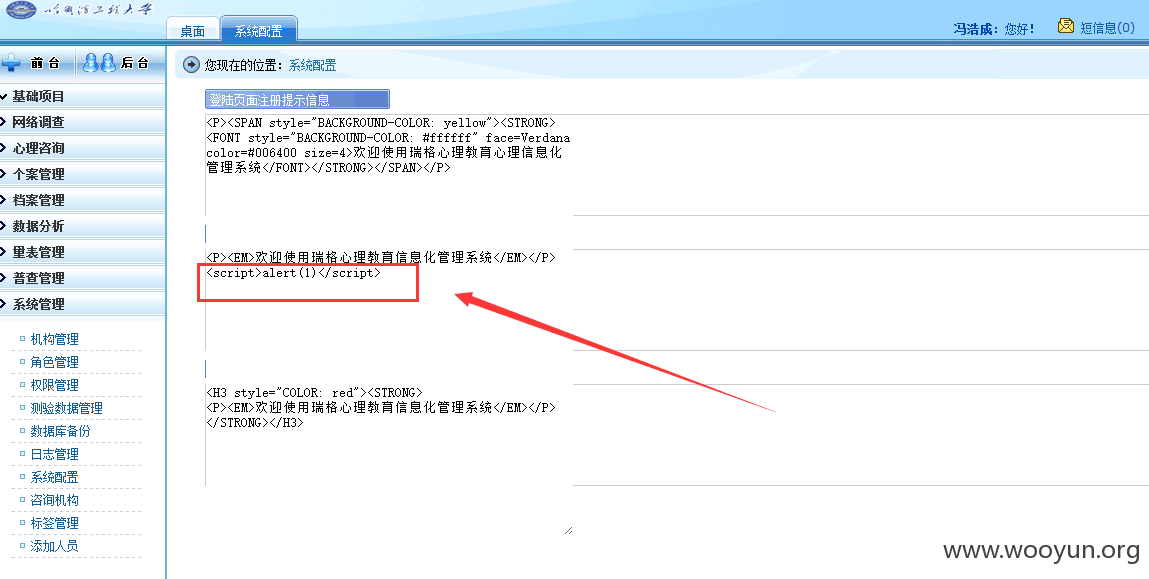 哈尔滨工程大学
桌面 系统配置
冯浩成：您好！ 短信息(0)
前台 后台
您现在的位置：系统配置
基础项目
网络调查
心理咨询
个案管理
档案管理
数据分析
量表管理
普查管理
系统管理
机构管理
角色管理
权限管理
测验数据管理
数据库备份
日志管理
系统配置
咨询机构
标签管理
添加人员
登陆页面注册提示信息
<P><SPAN style="BACKGROUND-COLOR: yellow"><STRONG>
<FONT style="BACKGROUND-COLOR: #ffffff" face=Verdana
color=#006400 size=4>欢迎使用瑞格心理教育心理信息化
管理系统</FONT></STRONG></SPAN></P>
<P><EM>欢迎使用瑞格心理教育信息化管理系统</EM></P>
<script>alert(1)</script>
<H3 style="COLOR: red"><STRONG>
<P><EM>欢迎使用瑞格心理教育信息化管理系统</EM></P>
</STRONG></H3>
www.wooyun.org